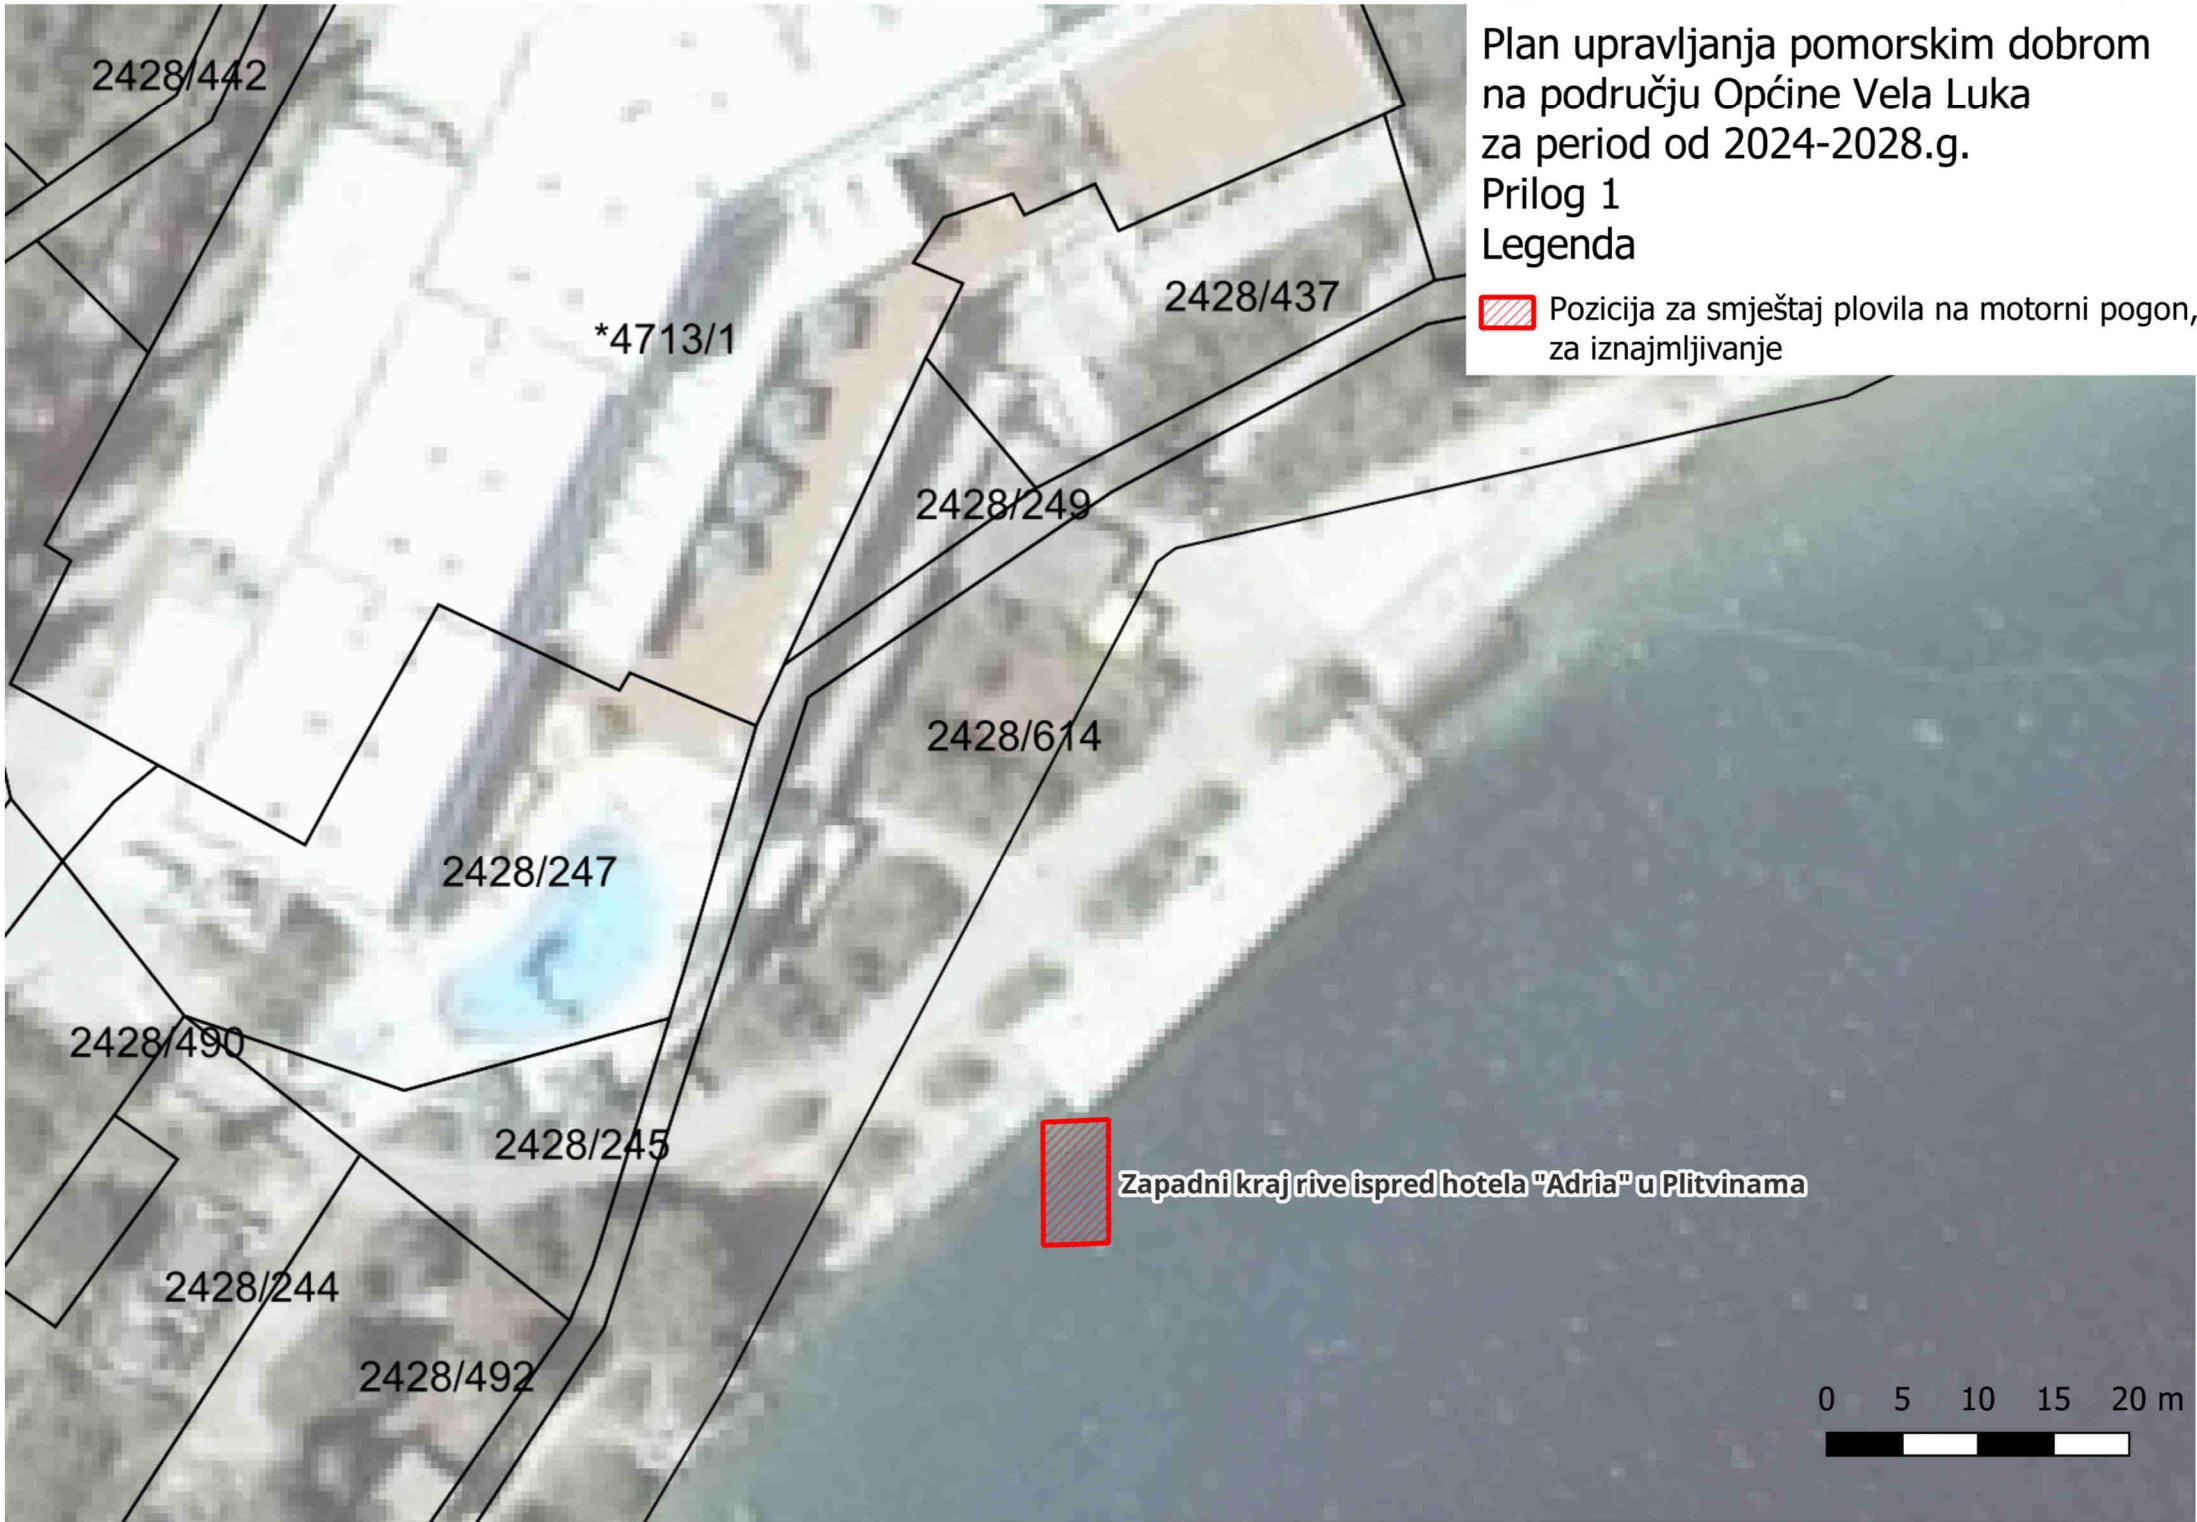 Plan upravljanja pomorskim dobrom
na području Općine Vela Luka
za period od 2024-2028.g.
Prilog 1
Legenda
Pozicija za smještaj plovila na motorni pogon,
za iznajmljivanje
2428/442
2428/437
*4713/1
2428/249
2428/614
2428/247
2428/490
2428/245
Zapadni kraj rive ispred hotela "Adria" u Plitvinama
2428/244
2428/492
0 5 10 15 20 m